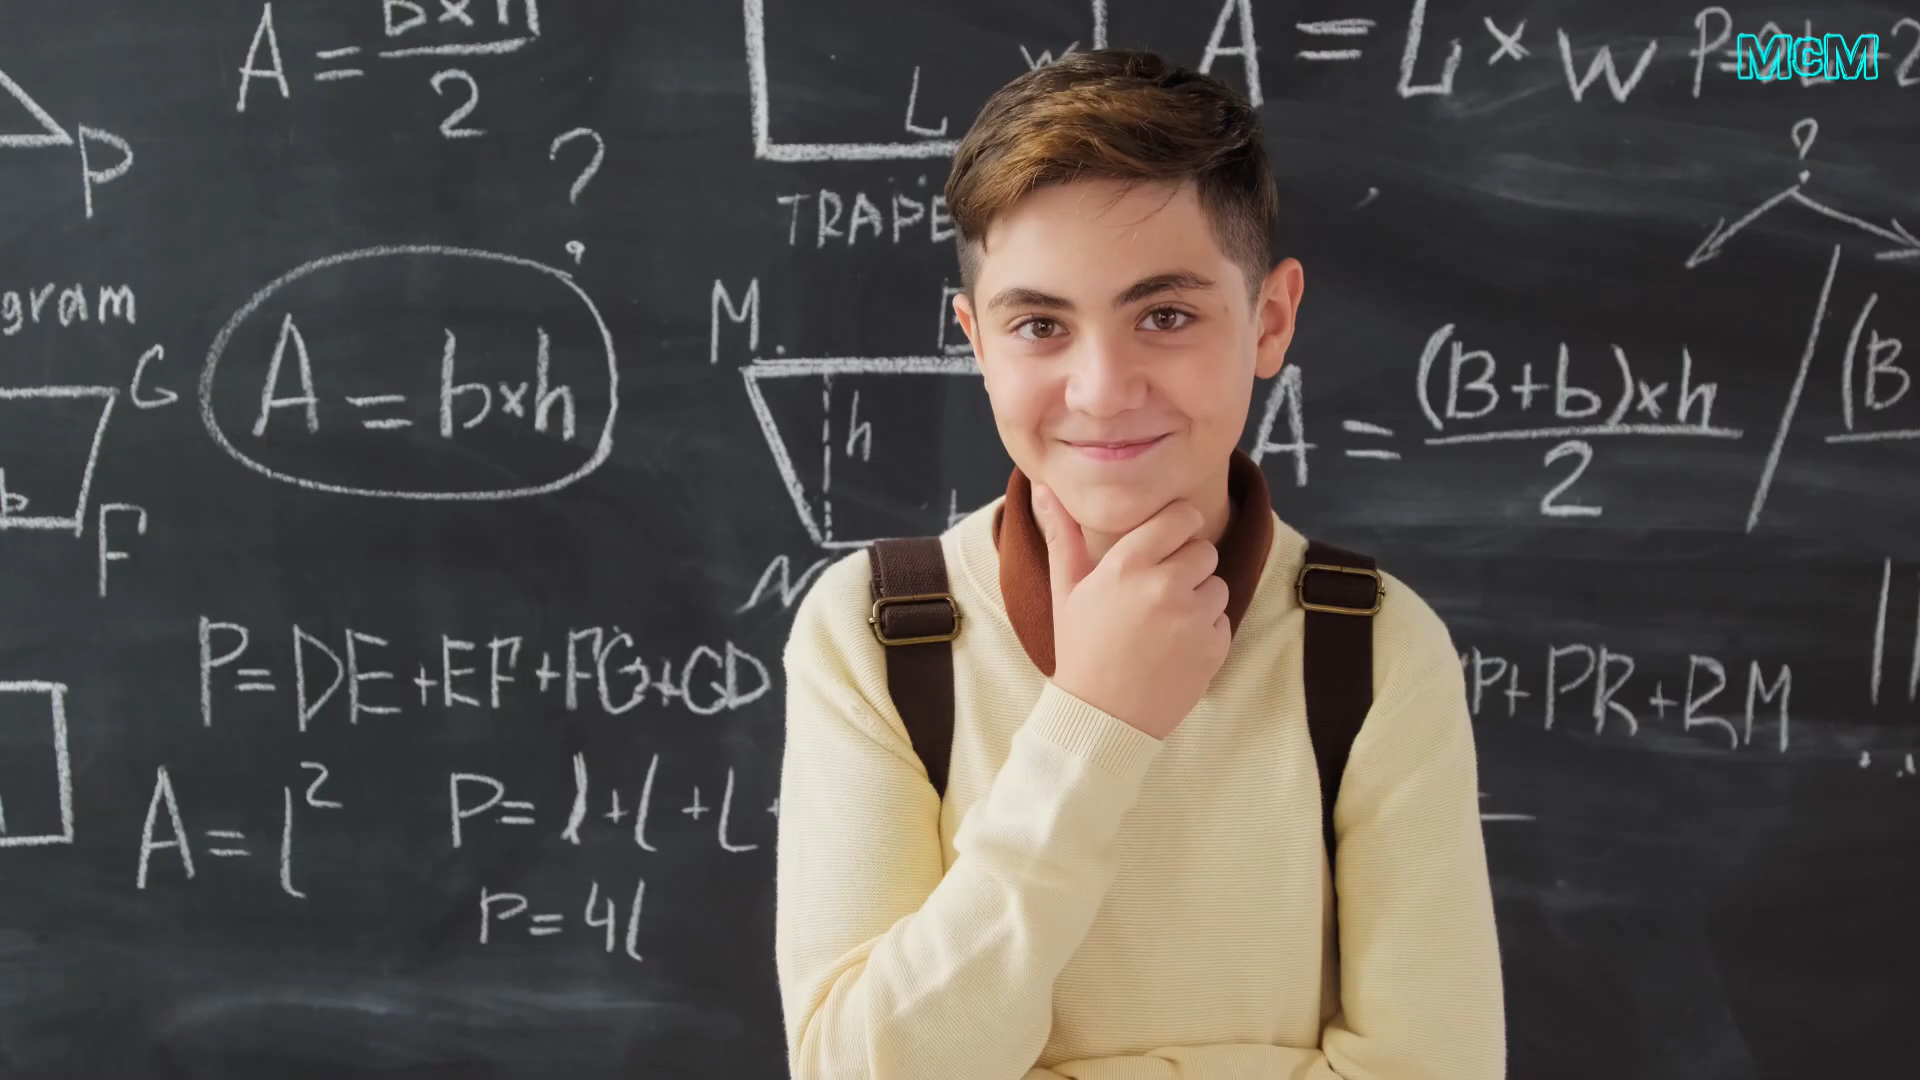 A = b×h / 2
L
w
A = L × w
McM
P
?
TRAPE
?
gram
G
A = b×h
M
h
A = (B+b)×h / 2
(B
b
F
N
P= DE+EF+FG+GD
P+PR+RM
!!
A = l²
P= l+l+L+
P= 4l